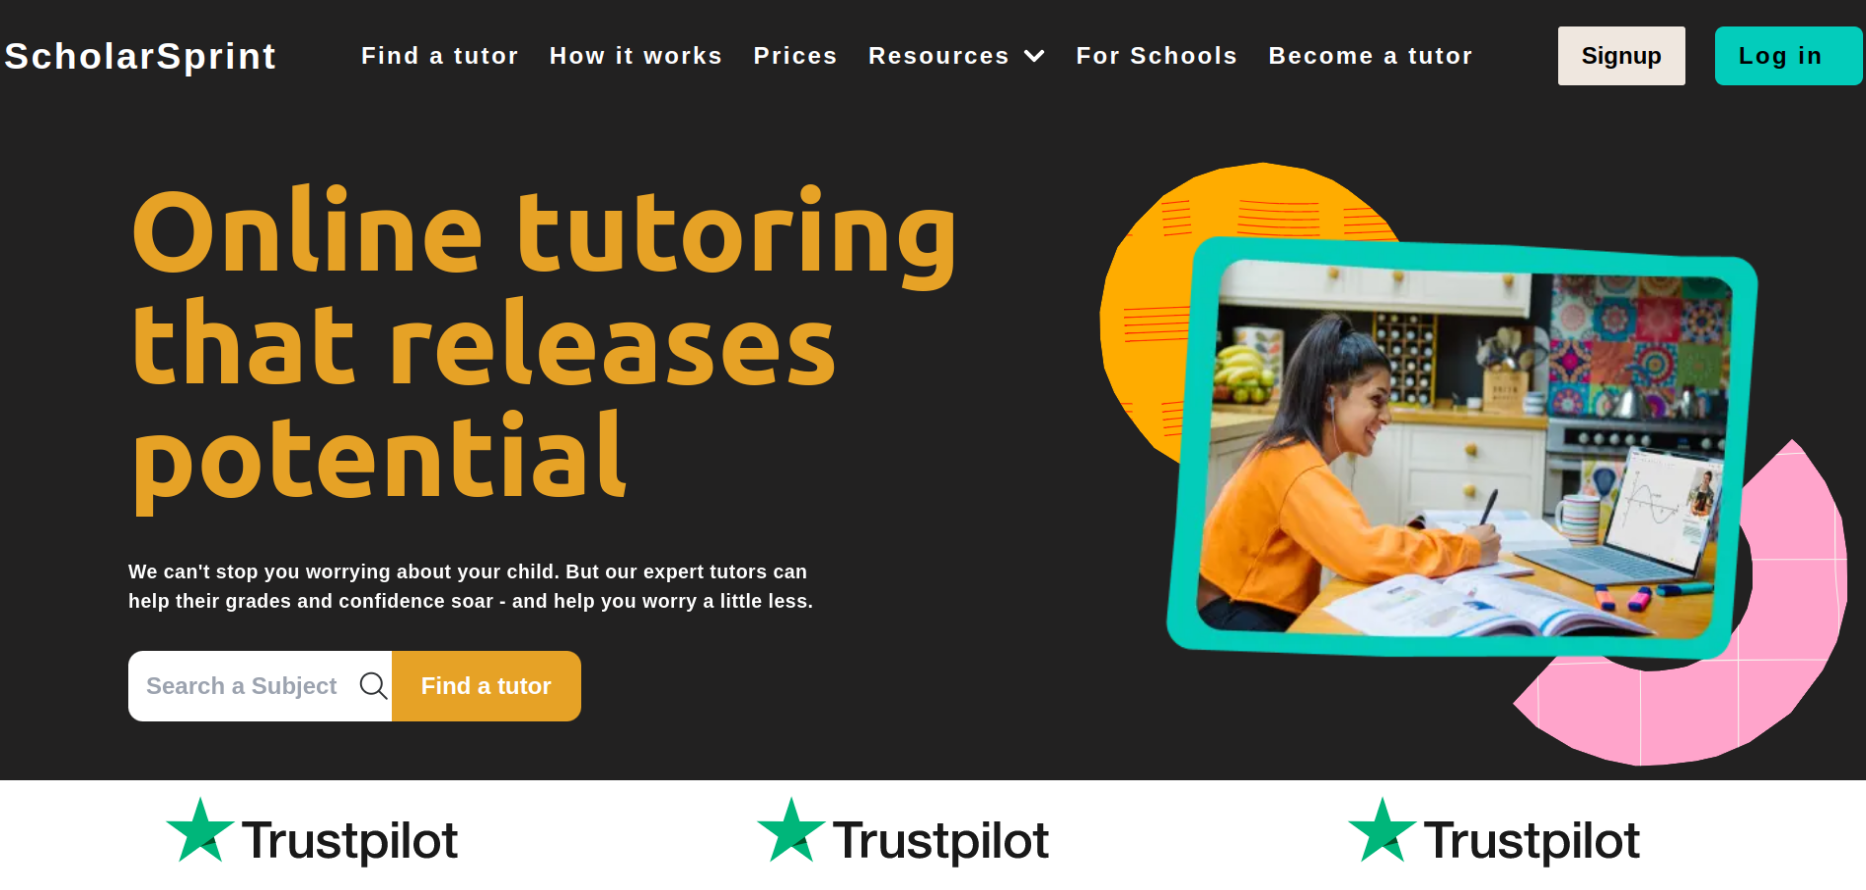 ScholarSprint
Find a tutor
How it works
Prices
Resources
For Schools
Become a tutor
Signup
Log in
Online tutoring
that releases
potential
We can't stop you worrying about your child. But our expert tutors can
help their grades and confidence soar - and help you worry a little less.
Search a Subject
Find a tutor
Trustpilot
Trustpilot
Trustpilot